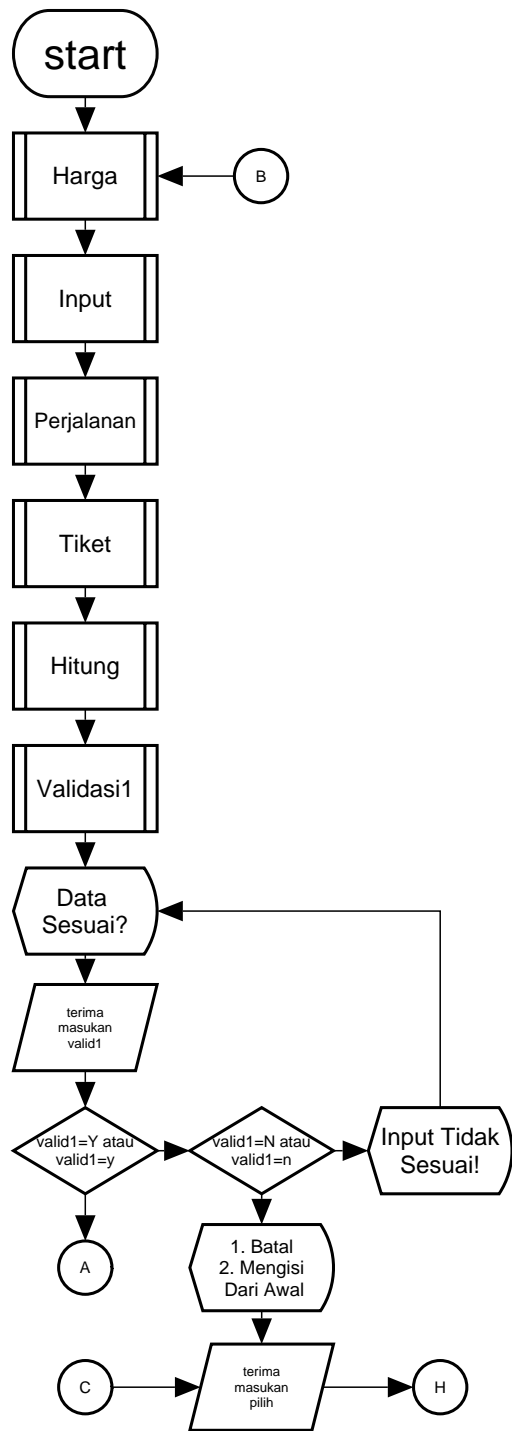 start
Harga
B
Input
Perjalanan
Tiket
Hitung
Validasi1
Data
Sesuai?
terima
masukan
valid1
valid1=Y atau
valid1=y
valid1=N atau
valid1=n
Input Tidak
Sesuai!
A
1. Batal
2. Mengisi
Dari Awal
C
terima
masukan
pilih
H